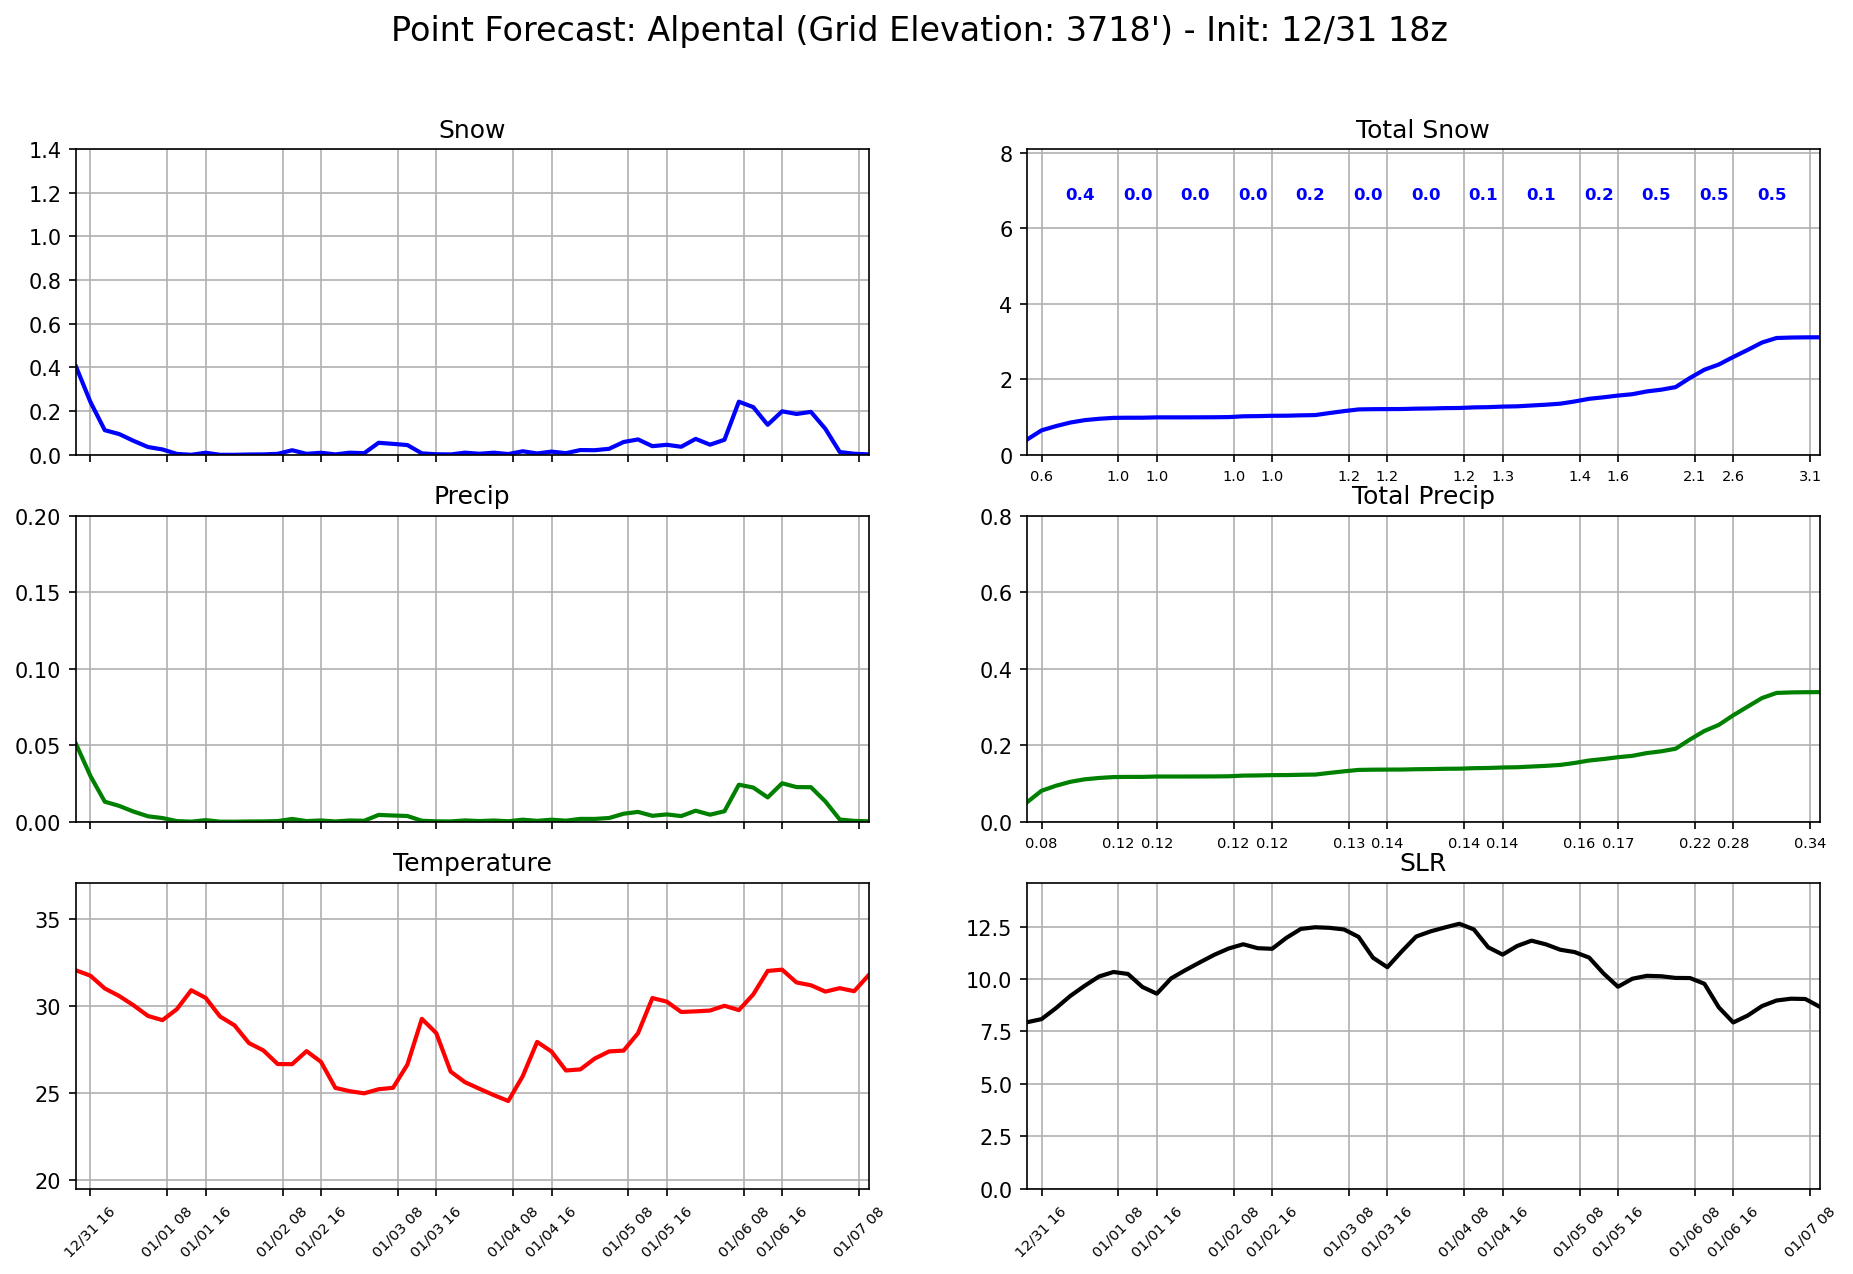 Point Forecast: Alpental (Grid Elevation: 3718') - Init: 12/31 18z
Snow
1.4
1.2
1.0
0.8
0.6
0.4
0.2
0.0
Total Snow
8
6
4
2
0
0.4 0.0 0.0 0.0 0.2 0.0 0.0 0.1 0.1 0.2 0.5 0.5 0.5
0.6 1.0 1.0 1.0 1.0 1.2 1.2 1.2 1.3 1.4 1.6 2.1 2.6 3.1
Precip
0.20
0.15
0.10
0.05
0.00
Total Precip
0.8
0.6
0.4
0.2
0.0
0.08 0.12 0.12 0.12 0.12 0.13 0.14 0.14 0.14 0.16 0.17 0.22 0.28 0.34
Temperature
35
30
25
20
12/31 16 01/01 08 01/01 16 01/02 08 01/02 16 01/03 08 01/03 16 01/04 08 01/04 16 01/05 08 01/05 16 01/06 08 01/06 16 01/07 08
SLR
12.5
10.0
7.5
5.0
2.5
0.0
12/31 16 01/01 08 01/01 16 01/02 08 01/02 16 01/03 08 01/03 16 01/04 08 01/04 16 01/05 08 01/05 16 01/06 08 01/06 16 01/07 08